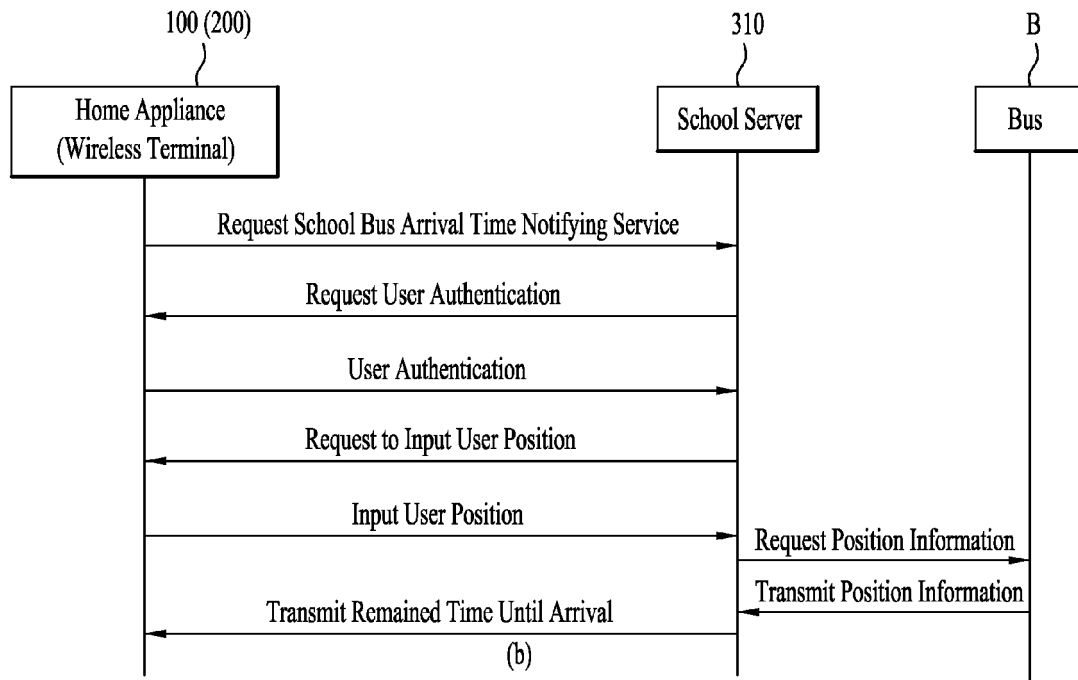 100 (200)
310
B
Home Appliance
(Wireless Terminal)
School Server
Bus
Request School Bus Arrival Time Notifying Service
Request User Authentication
User Authentication
Request to Input User Position
Input User Position
Request Position Information
Transmit Position Information
Transmit Remained Time Until Arrival
(b)